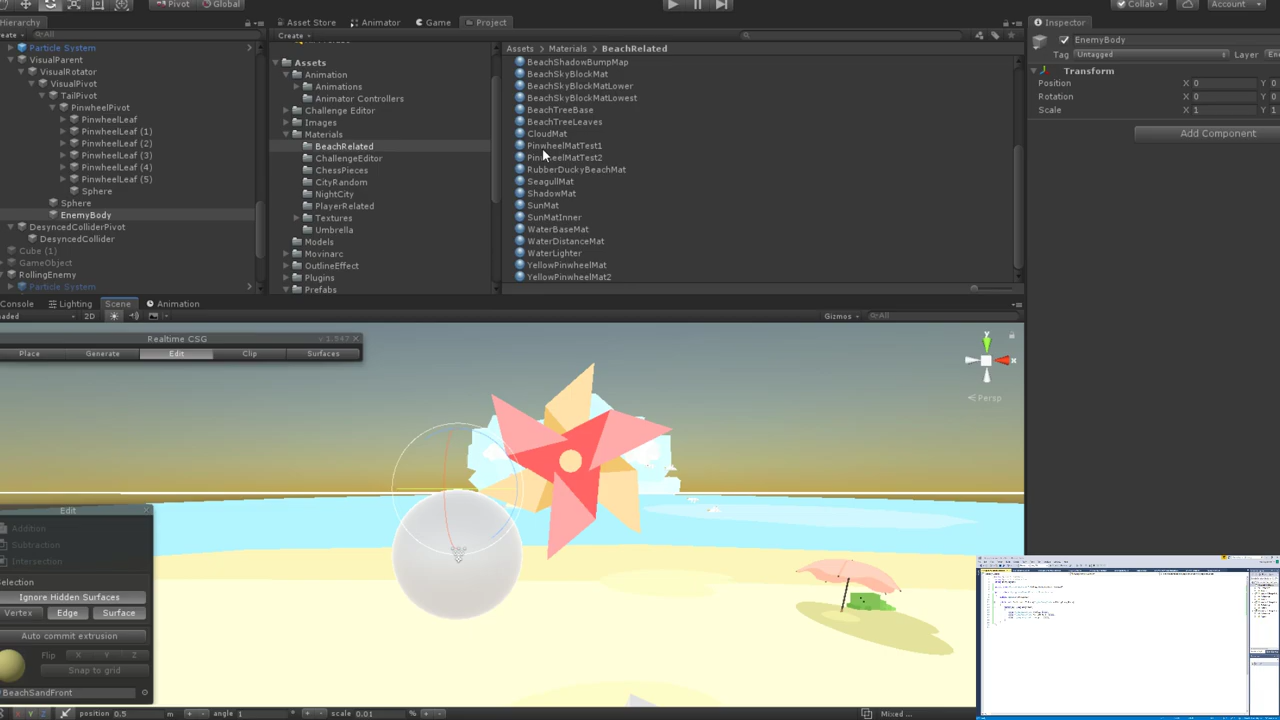 Pivot Global Collab Account
Hierarchy Asset Store Animator Game Project Inspector
Create All Create EnemyBody
Particle System Assets Materials BeachRelated Tag Untagged Layer
VisualParent Assets BeachShadowBumpMap Transform
VisualRotator Animation BeachSkyBlockMat Position X 0 Y 0
VisualPivot Animations BeachSkyBlockMatLower Rotation X 0 Y 0
TailPivot Animator Controllers BeachSkyBlockMatLowest Scale X 1 Y 1
PinwheelPivot Challenge Editor BeachTreeBase
PinwheelLeaf Images BeachTreeLeaves
PinwheelLeaf (1) Materials CloudMat Add Component
PinwheelLeaf (2) BeachRelated PinwheelMatTest1
PinwheelLeaf (3) ChallengeEditor PinwheelMatTest2
PinwheelLeaf (4) ChessPieces RubberDuckyBeachMat
PinwheelLeaf (5) CityRandom SeagullMat
Sphere NightCity ShadowMat
Sphere PlayerRelated SunMat
EnemyBody Textures SunMatInner
DesyncedColliderPivot Umbrella WaterBaseMat
DesyncedCollider Models WaterDistanceMat
Cube (1) Movinarc WaterLighter
GameObject OutlineEffect YellowPinwheelMat
RollingEnemy Plugins YellowPinwheelMat2
Particle System Prefabs
Console Lighting Scene Animation
aded 2D Gizmos All
Realtime CSG v 1.547
Place Generate Edit Clip Surfaces
Y
X
Persp
Edit
Addition
Subtraction
Intersection
Selection
Ignore Hidden Surfaces
Vertex Edge Surface
Auto commit extrusion
Flip X Y Z
Snap to grid
BeachSandFront
X Y Z position 0.5 m - + angle 1 ° - + scale 0.01 % - + Mixed ...